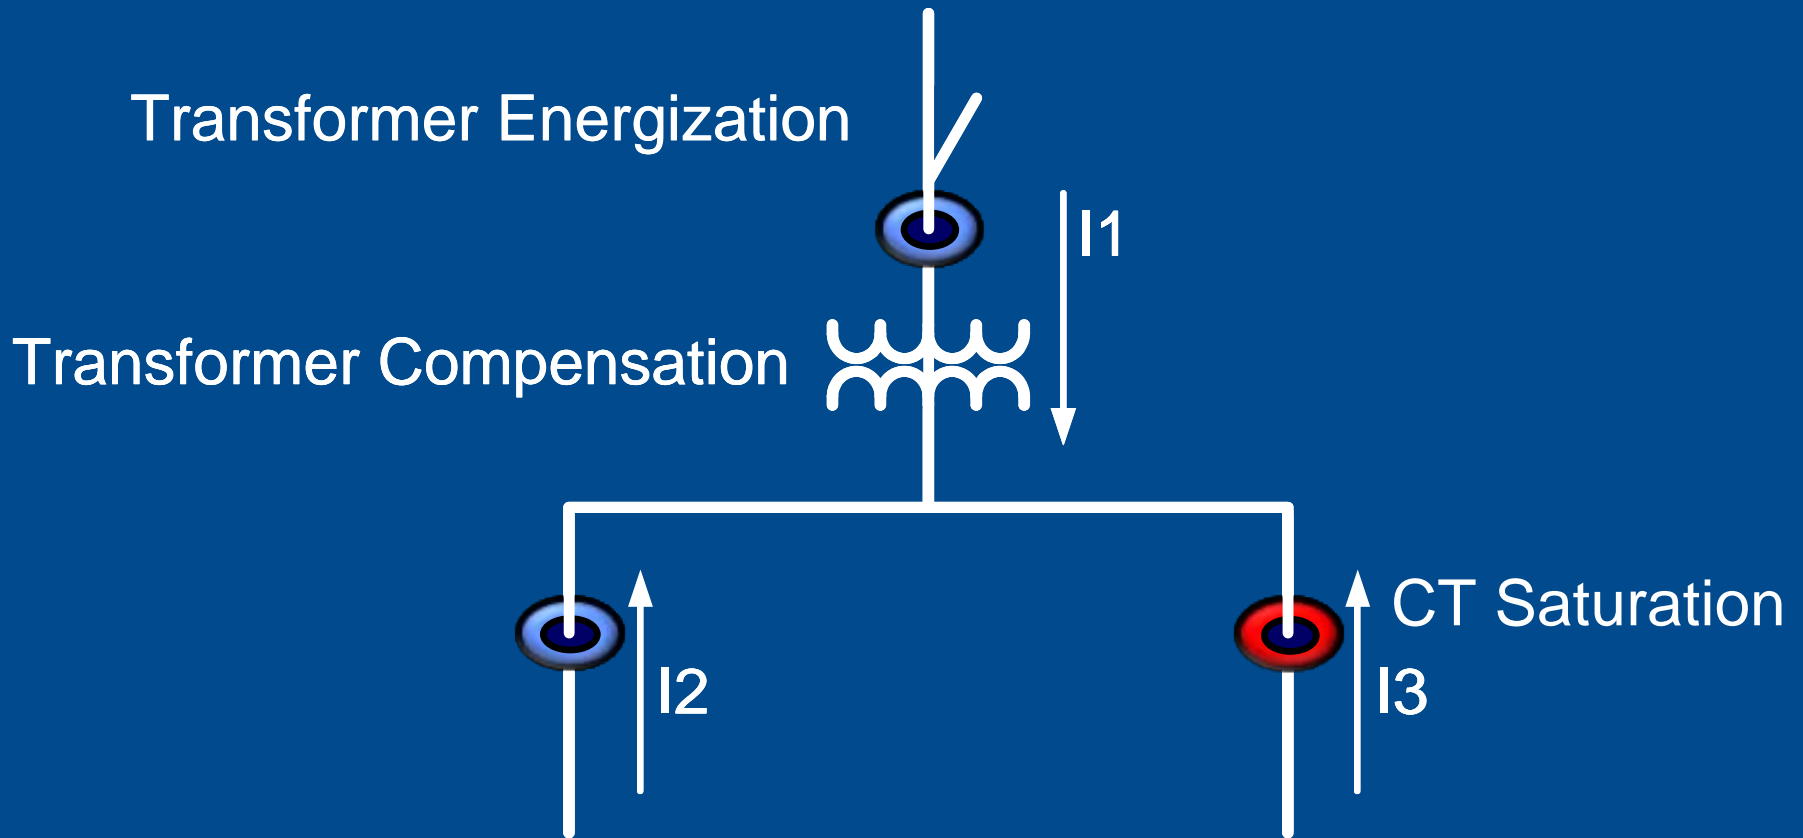 Transformer Energization
I1
Transformer Compensation
CT Saturation
I2
I3